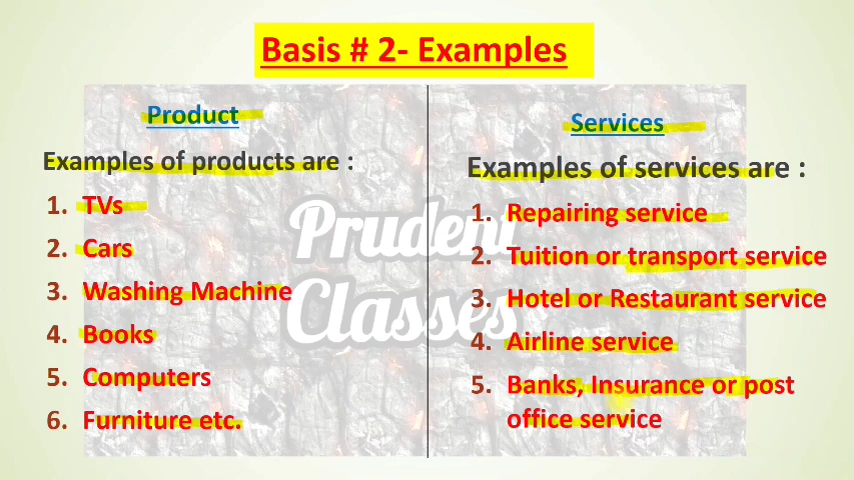 Basis # 2- Examples
Product
Examples of products are :
1. TVs
2. Cars
3. Washing Machine
4. Books
5. Computers
6. Furniture etc.
Services
Examples of services are :
1. Repairing service
2. Tuition or transport service
3. Hotel or Restaurant service
4. Airline service
5. Banks, Insurance or post
office service
Prudent
Classes